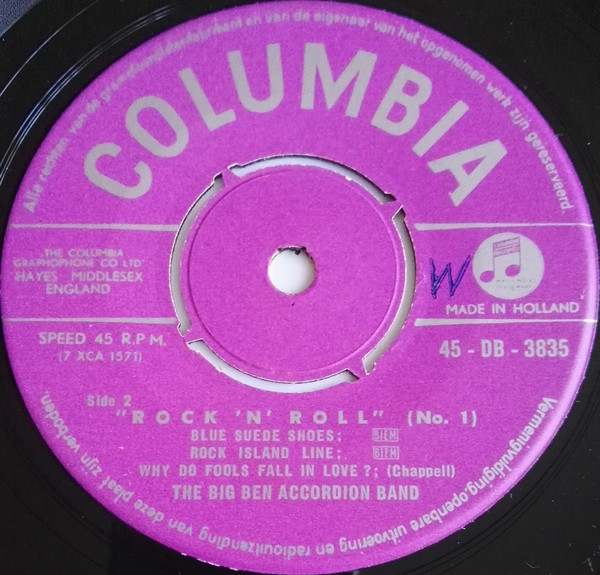 Alle rechten van de grammofoonplatenfabrikant en van de eigenaar van het opgenomen werk zijn gereserveerd.
COLUMBIA
THE COLUMBIA
GRAPHOPHONE CO LTD
HAYES MIDDLESEX
ENGLAND
W
MADE IN HOLLAND
SPEED 45 R.P.M.
(7 XCA 1571)
45 - DB - 3835
Side 2
"ROCK 'N' ROLL" (No. 1)
BLUE SUEDE SHOES; BIEM
ROCK ISLAND LINE; BIEM
WHY DO FOOLS FALL IN LOVE?; (Chappell)
THE BIG BEN ACCORDION BAND
Vermenigvuldiging, openbare uitvoering en radiouitzending van deze plaat zijn verboden.